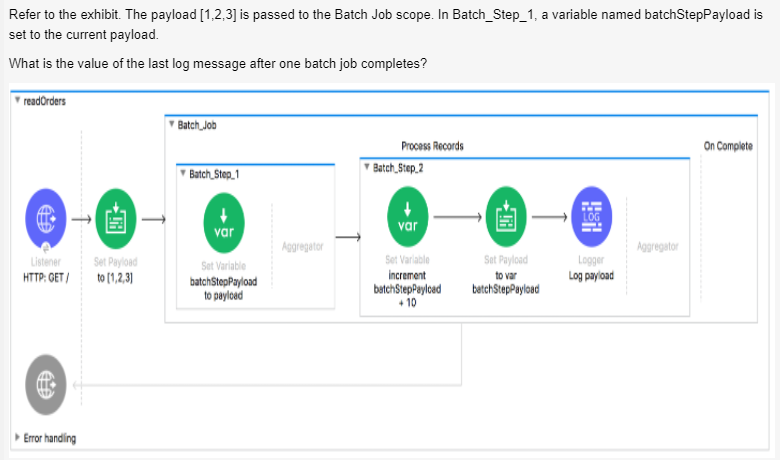 Refer to the exhibit. The payload [1,2,3] is passed to the Batch Job scope. In Batch_Step_1, a variable named batchStepPayload is
set to the current payload.
What is the value of the last log message after one batch job completes?
readOrders
Batch_Job
Process Records
On Complete
Batch_Step_1
Batch_Step_2
var
var
LOG
Aggregator
Aggregator
Listener
HTTP: GET /
Set Payload
to [1,2,3]
Set Variable
batchStepPayload
to payload
Set Variable
increment
batchStepPayload
+ 10
Set Payload
to var
batchStepPayload
Logger
Log payload
Error handling